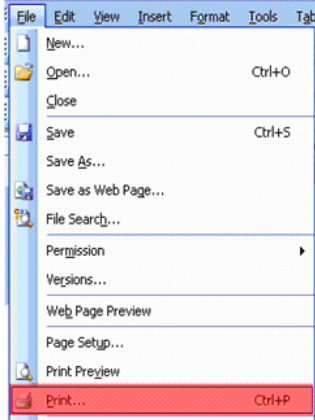 File Edit View Insert Format Tools Tab
New...
Open... Ctrl+O
Close
Save Ctrl+S
Save As...
Save as Web Page...
File Search...
Permission
Versions...
Web Page Preview
Page Setup...
Print Preview
Print... Ctrl+P